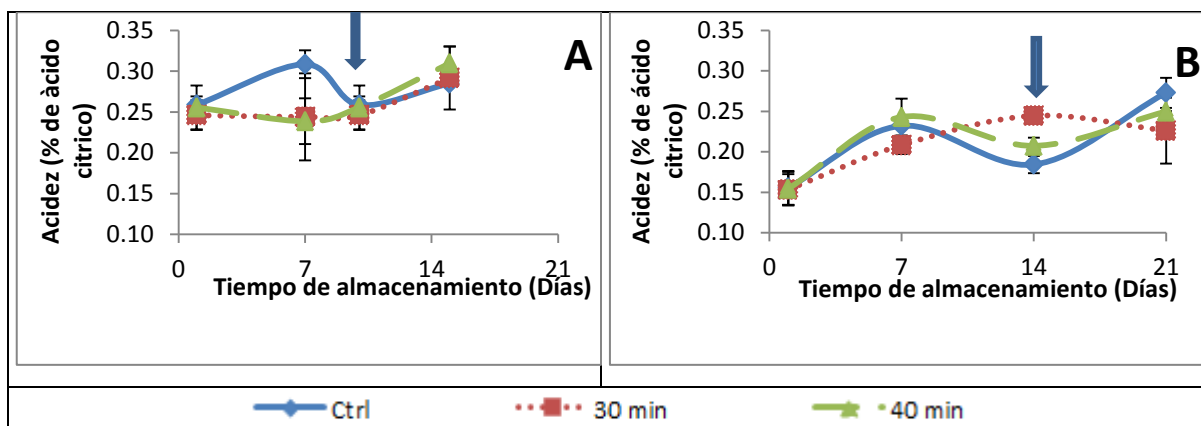 0.35
0.30
0.25
0.20
0.15
0.10
Acidez (% de àcido
citrico)
0
7
14
21
Tiempo de almacenamiento (Días)
A
0.35
0.30
0.25
0.20
0.15
0.10
Acidez (% de ácido
citrico)
0
7
14
21
Tiempo de almacenamiento (Días)
B
Ctrl
30 min
40 min